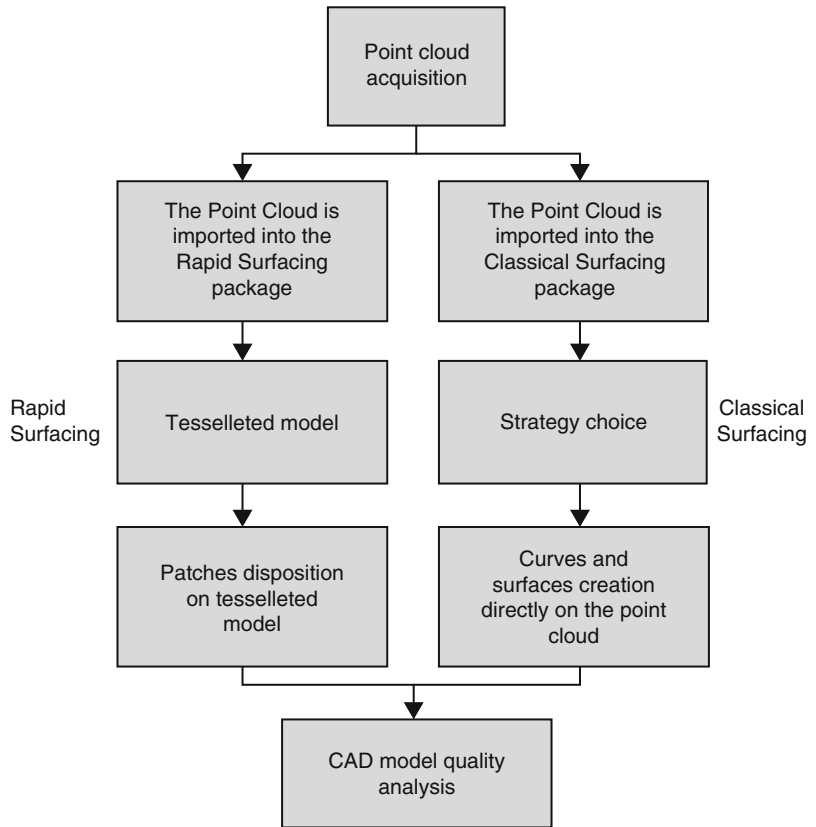 Point cloud
acquisition
The Point Cloud is
imported into the
Rapid Surfacing
package
The Point Cloud is
imported into the
Classical Surfacing
package
Rapid
Surfacing
Tesselleted model
Strategy choice
Classical
Surfacing
Patches disposition
on tesselleted
model
Curves and
surfaces creation
directly on the point
cloud
CAD model quality
analysis